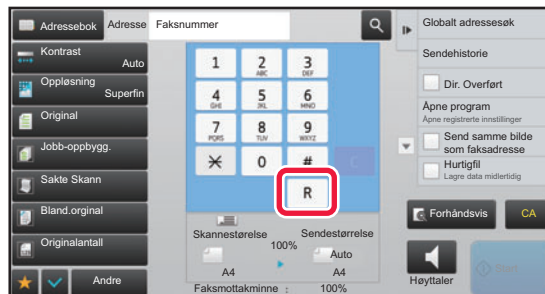 Adressebok
Adresse
Faksnummer
Globalt adressesøk
Kontrast
Auto
Sendehistorie
Oppløsning
Superfin
Dir. Overført
Original
Åpne program
Åpne registrerte innstillinger
Jobb-oppbygg.
Send samme bilde
som faksadresse
Sakte Skann
Hurtigfil
Lagre data midlertidig
Bland.orginal
Originalantall
Andre
1
2
ABC
3
DEF
4
GHI
5
JKL
6
MNO
7
PQRS
8
TUV
9
WXYZ
0
#
C
R
Skannestørelse
Sendestørrelse
100%
Auto
A4
A4
Faksmottakminne : 100%
Forhåndsvis
CA
Høyttaler
Start